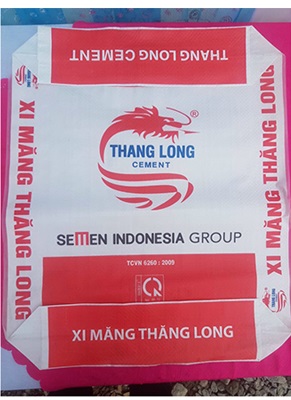 THANG LONG CEMENT
XI MĂNG THĂNG LONG
XI MĂNG THĂNG LONG
®
THANG LONG
CEMENT
SEMEN INDONESIA GROUP
TCVN 6260 : 2009
XI MĂNG THĂNG LONG